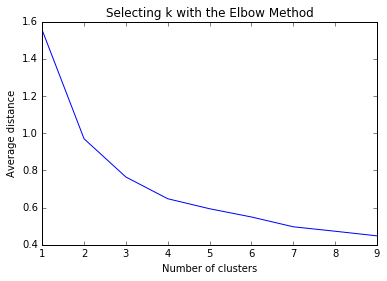 Selecting k with the Elbow Method
1.6
1.4
1.2
1.0
0.8
0.6
0.4
Average distance
1 2 3 4 5 6 7 8 9
Number of clusters